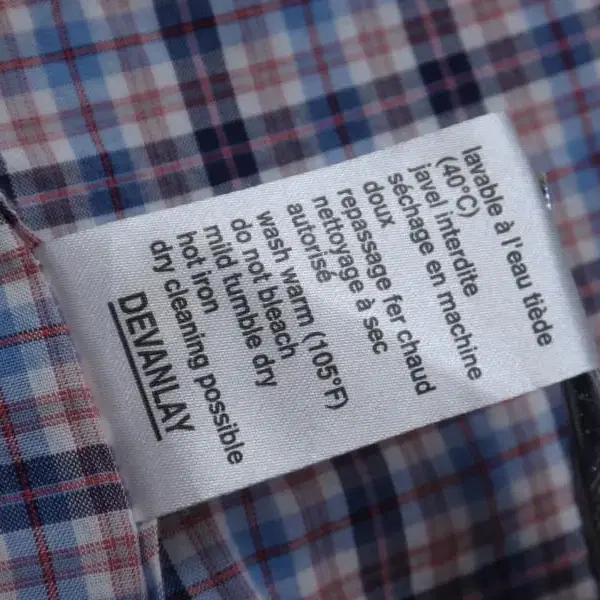 lavable à l'eau tiède
(40°C)
javel interdite
séchage en machine
doux
repassage fer chaud
nettoyage à sec
autorisé
wash warm (105°F)
do not bleach
mild tumble dry
hot iron
dry cleaning possible
DEVANLAY